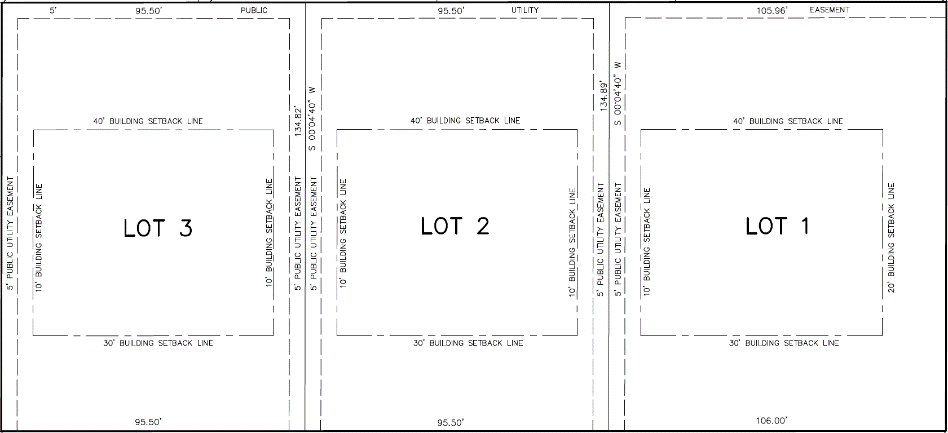 5' 95.50' PUBLIC 95.50' UTILITY 105.96' EASEMENT
134.82'
S 00°04'40" W
134.89'
S 00°04'40" W
40' BUILDING SETBACK LINE
40' BUILDING SETBACK LINE
40' BUILDING SETBACK LINE
5' PUBLIC UTILITY EASEMENT
10' BUILDING SETBACK LINE
LOT 3
10' BUILDING SETBACK LINE
5' PUBLIC UTILITY EASEMENT
5' PUBLIC UTILITY EASEMENT
10' BUILDING SETBACK LINE
LOT 2
10' BUILDING SETBACK LINE
5' PUBLIC UTILITY EASEMENT
5' PUBLIC UTILITY EASEMENT
10' BUILDING SETBACK LINE
LOT 1
20' BUILDING SETBACK LINE
30' BUILDING SETBACK LINE
30' BUILDING SETBACK LINE
30' BUILDING SETBACK LINE
95.50'
95.50'
106.00'